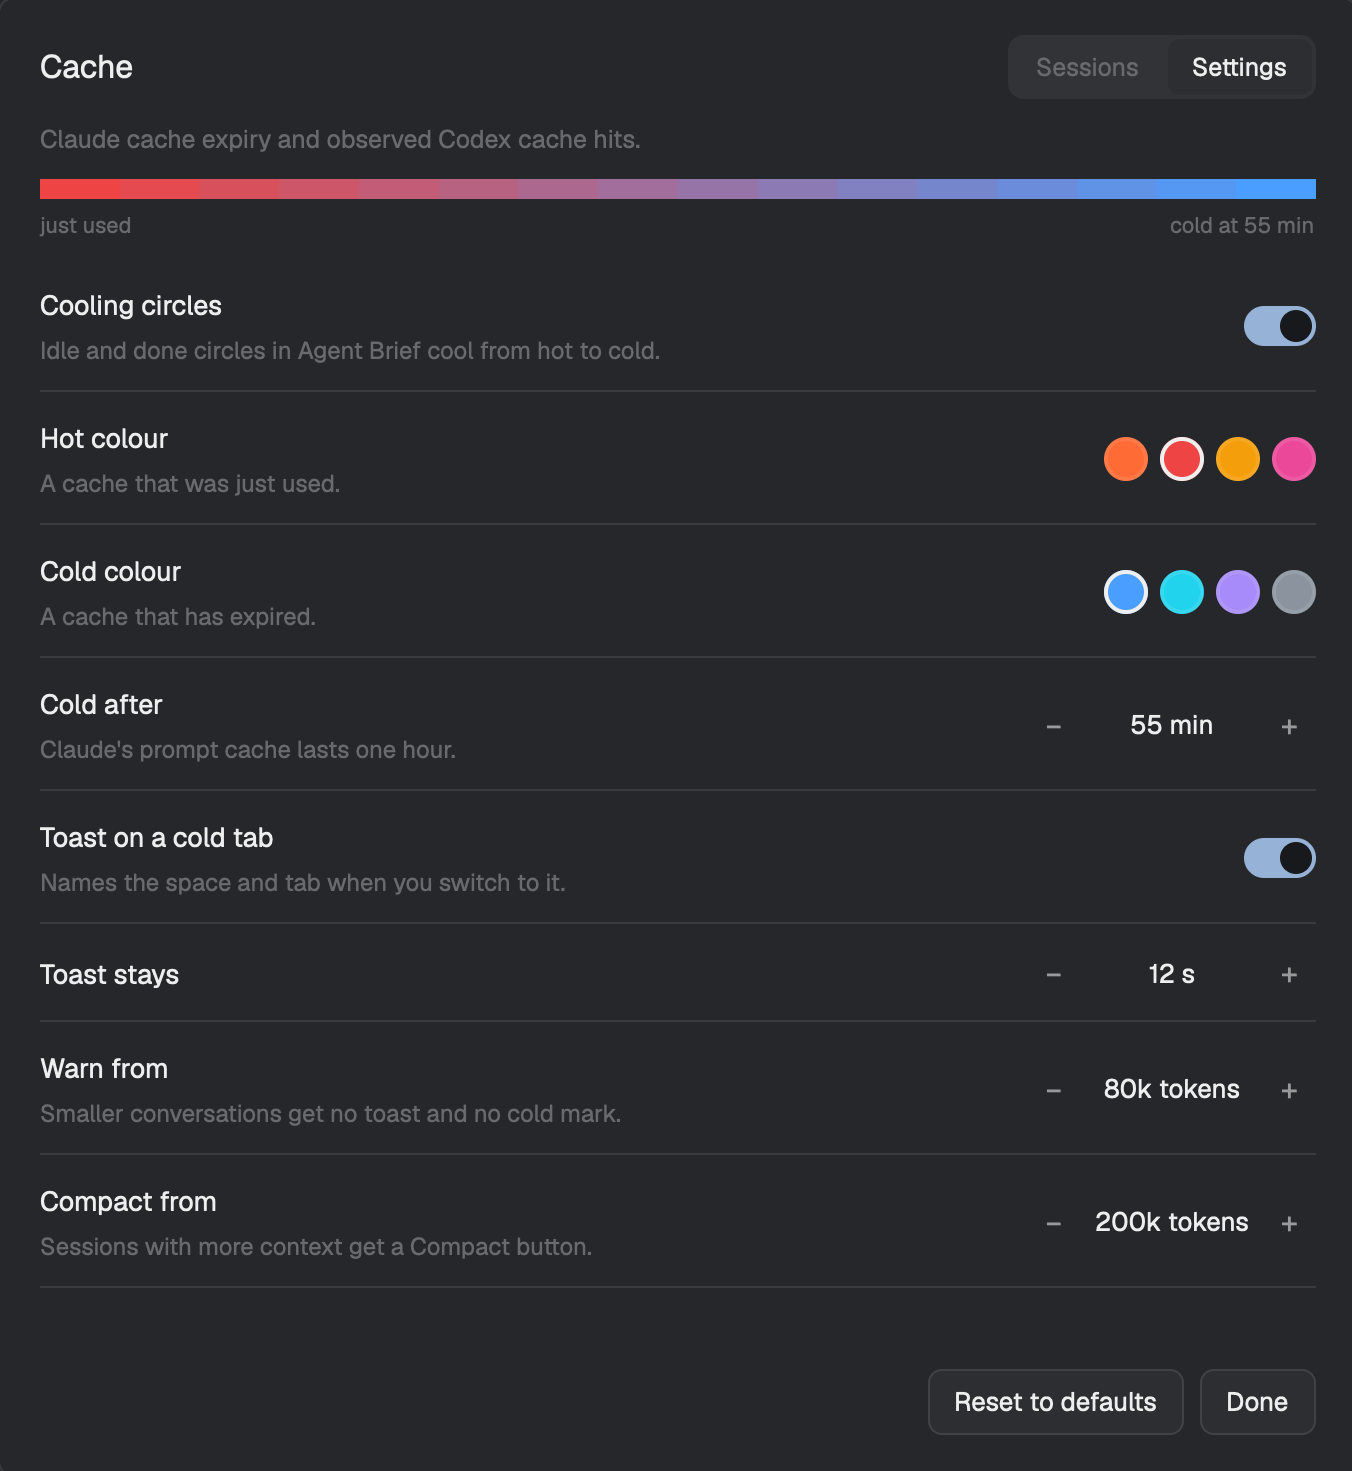 Cache
Sessions
Settings
Claude cache expiry and observed Codex cache hits.
just used
cold at 55 min
Cooling circles
Idle and done circles in Agent Brief cool from hot to cold.
Hot colour
A cache that was just used.
Cold colour
A cache that has expired.
Cold after
Claude's prompt cache lasts one hour.
− 55 min +
Toast on a cold tab
Names the space and tab when you switch to it.
Toast stays
− 12 s +
Warn from
Smaller conversations get no toast and no cold mark.
− 80k tokens +
Compact from
Sessions with more context get a Compact button.
− 200k tokens +
Reset to defaults
Done